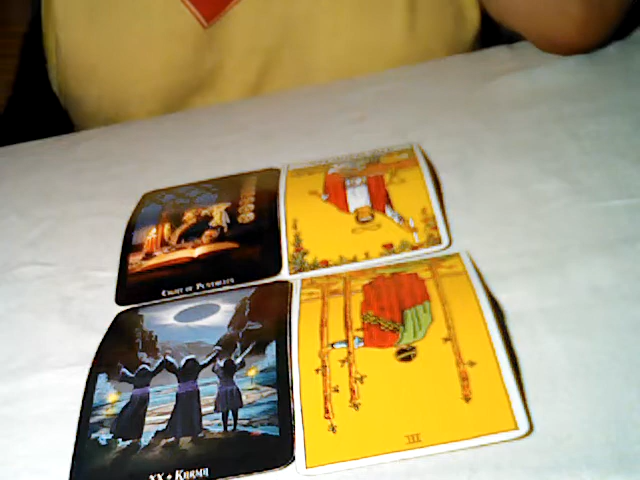 Eight of Pentacles
XX • Karma
III